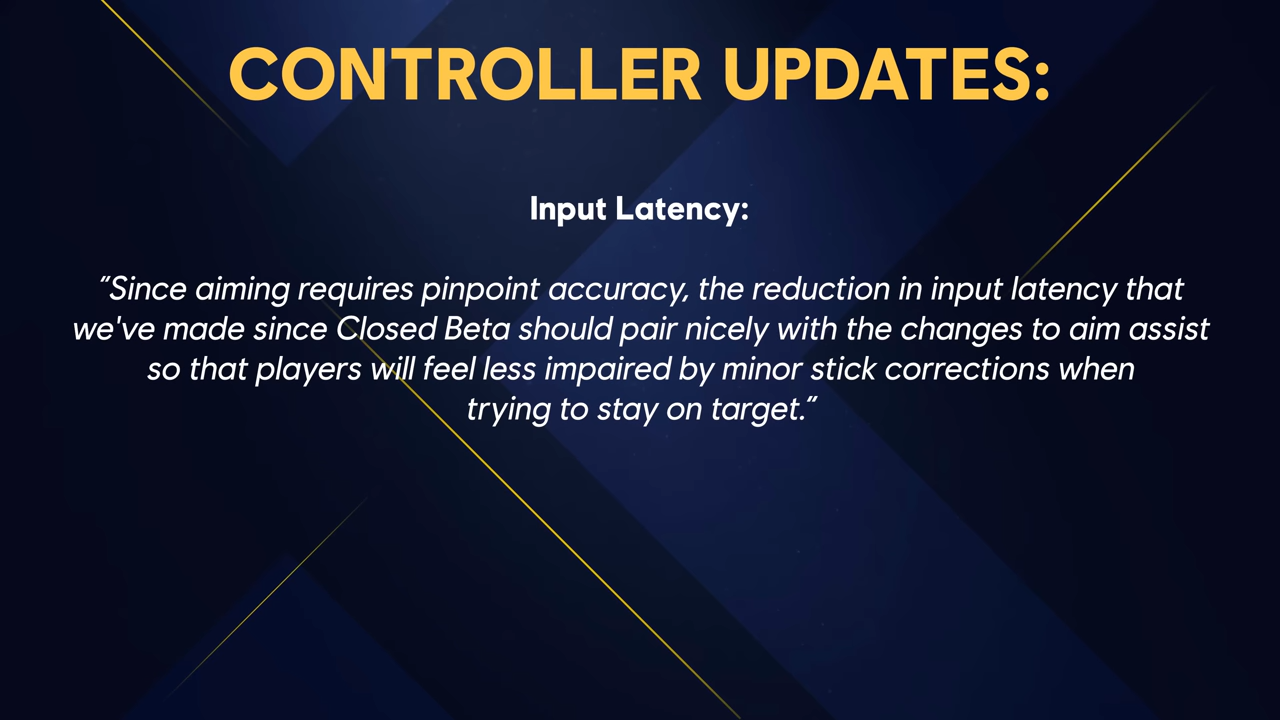 CONTROLLER UPDATES:
Input Latency:
"Since aiming requires pinpoint accuracy, the reduction in input latency that
we've made since Closed Beta should pair nicely with the changes to aim assist
so that players will feel less impaired by minor stick corrections when
trying to stay on target."